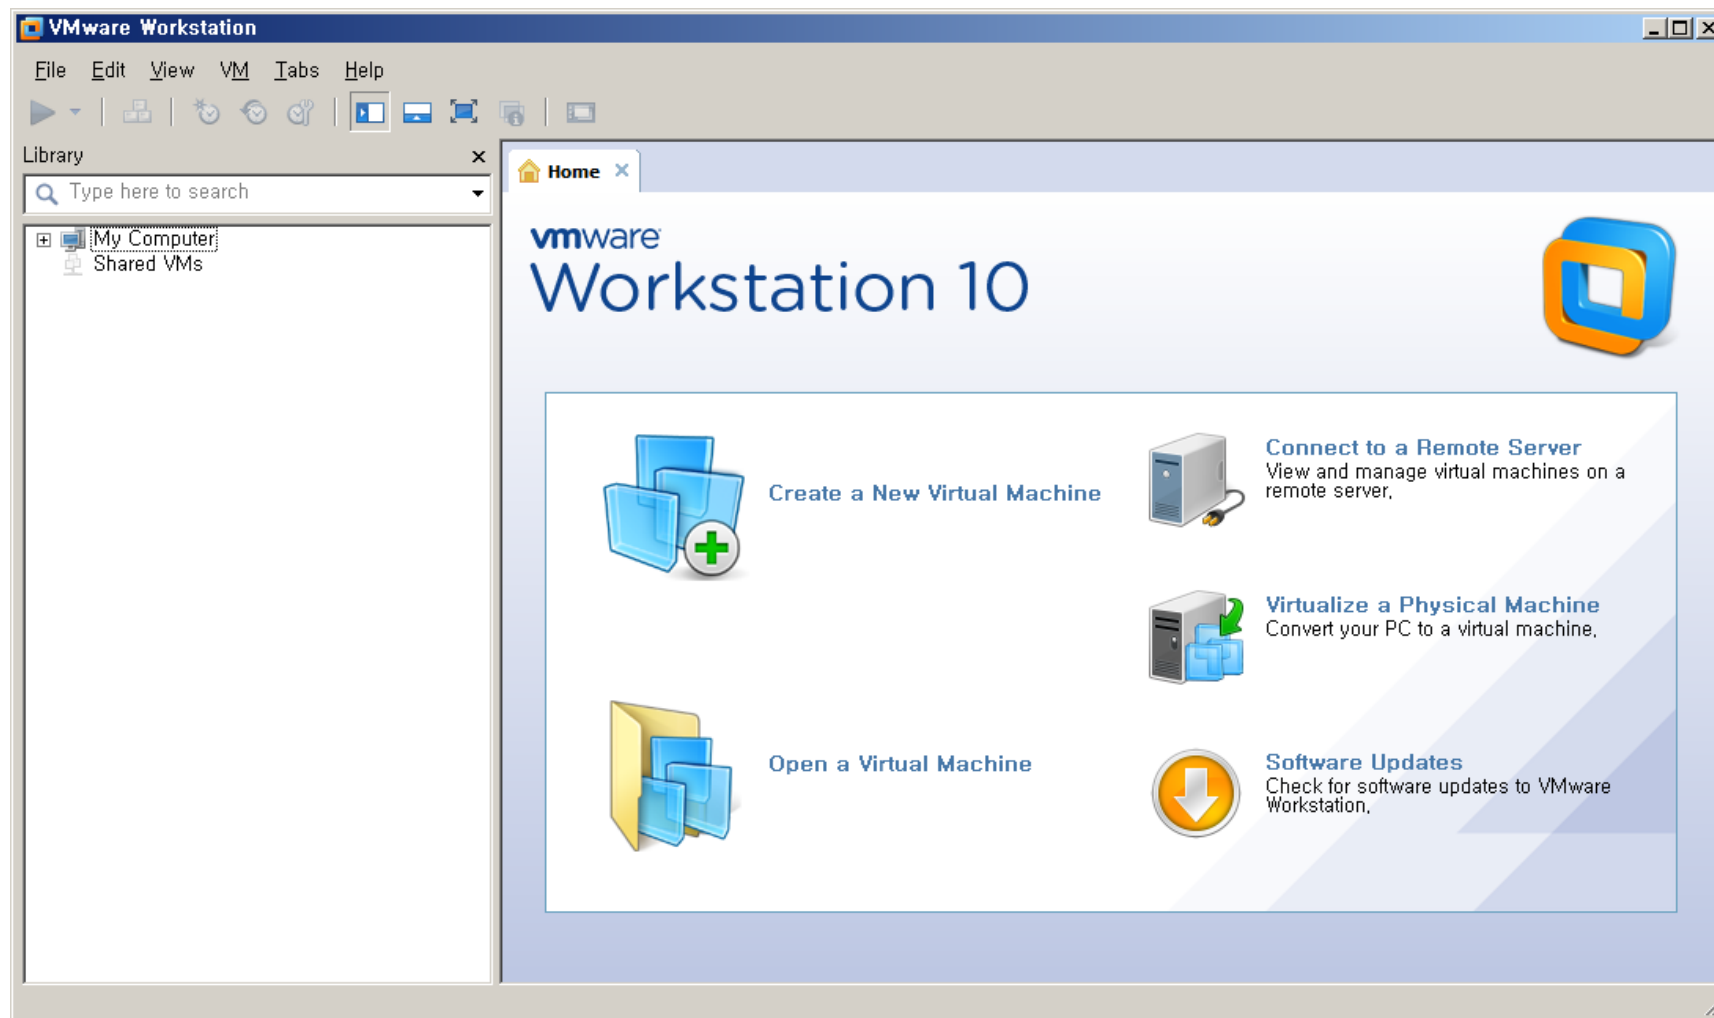 VMware Workstation
File Edit View VM Tabs Help
Library
Type here to search
My Computer
Shared VMs
Home
vmware
Workstation 10
Create a New Virtual Machine
Open a Virtual Machine
Connect to a Remote Server
View and manage virtual machines on a
remote server.
Virtualize a Physical Machine
Convert your PC to a virtual machine.
Software Updates
Check for software updates to VMware
Workstation.